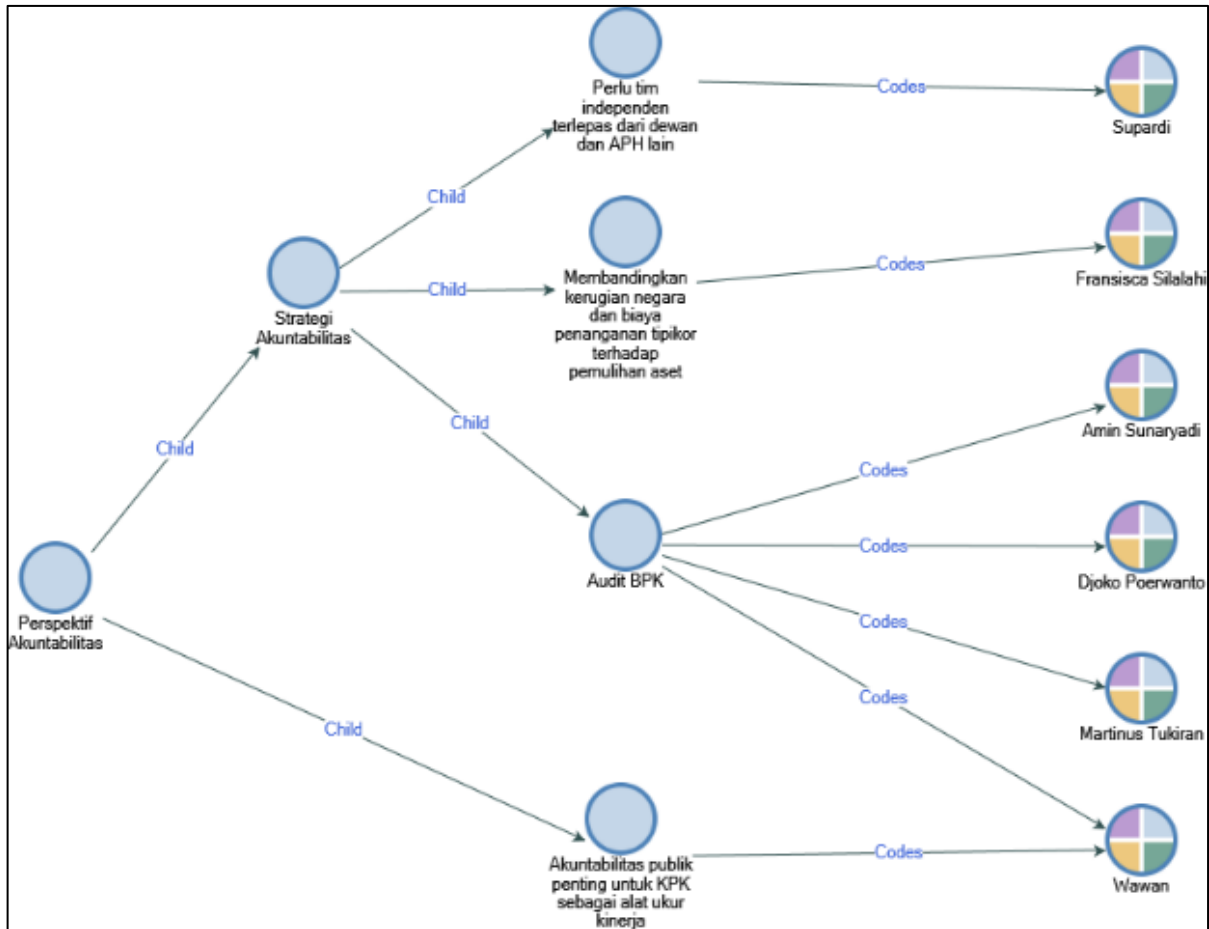 Perlu tim
independen
terlepas dari dewan
dan APH lain
Codes
Supardi
Child
Strategi
Akuntabilitas
Child
Membandingkan
kerugian negara
dan biaya
penanganan tipikor
terhadap
pemulihan aset
Codes
Fransisca Silalahi
Child
Child
Audit BPK
Codes
Amin Sunaryadi
Codes
Djoko Poerwanto
Codes
Martinus Tukiran
Codes
Perspektif
Akuntabilitas
Child
Akuntabilitas publik
penting untuk KPK
sebagai alat ukur
kinerja
Codes
Wawan